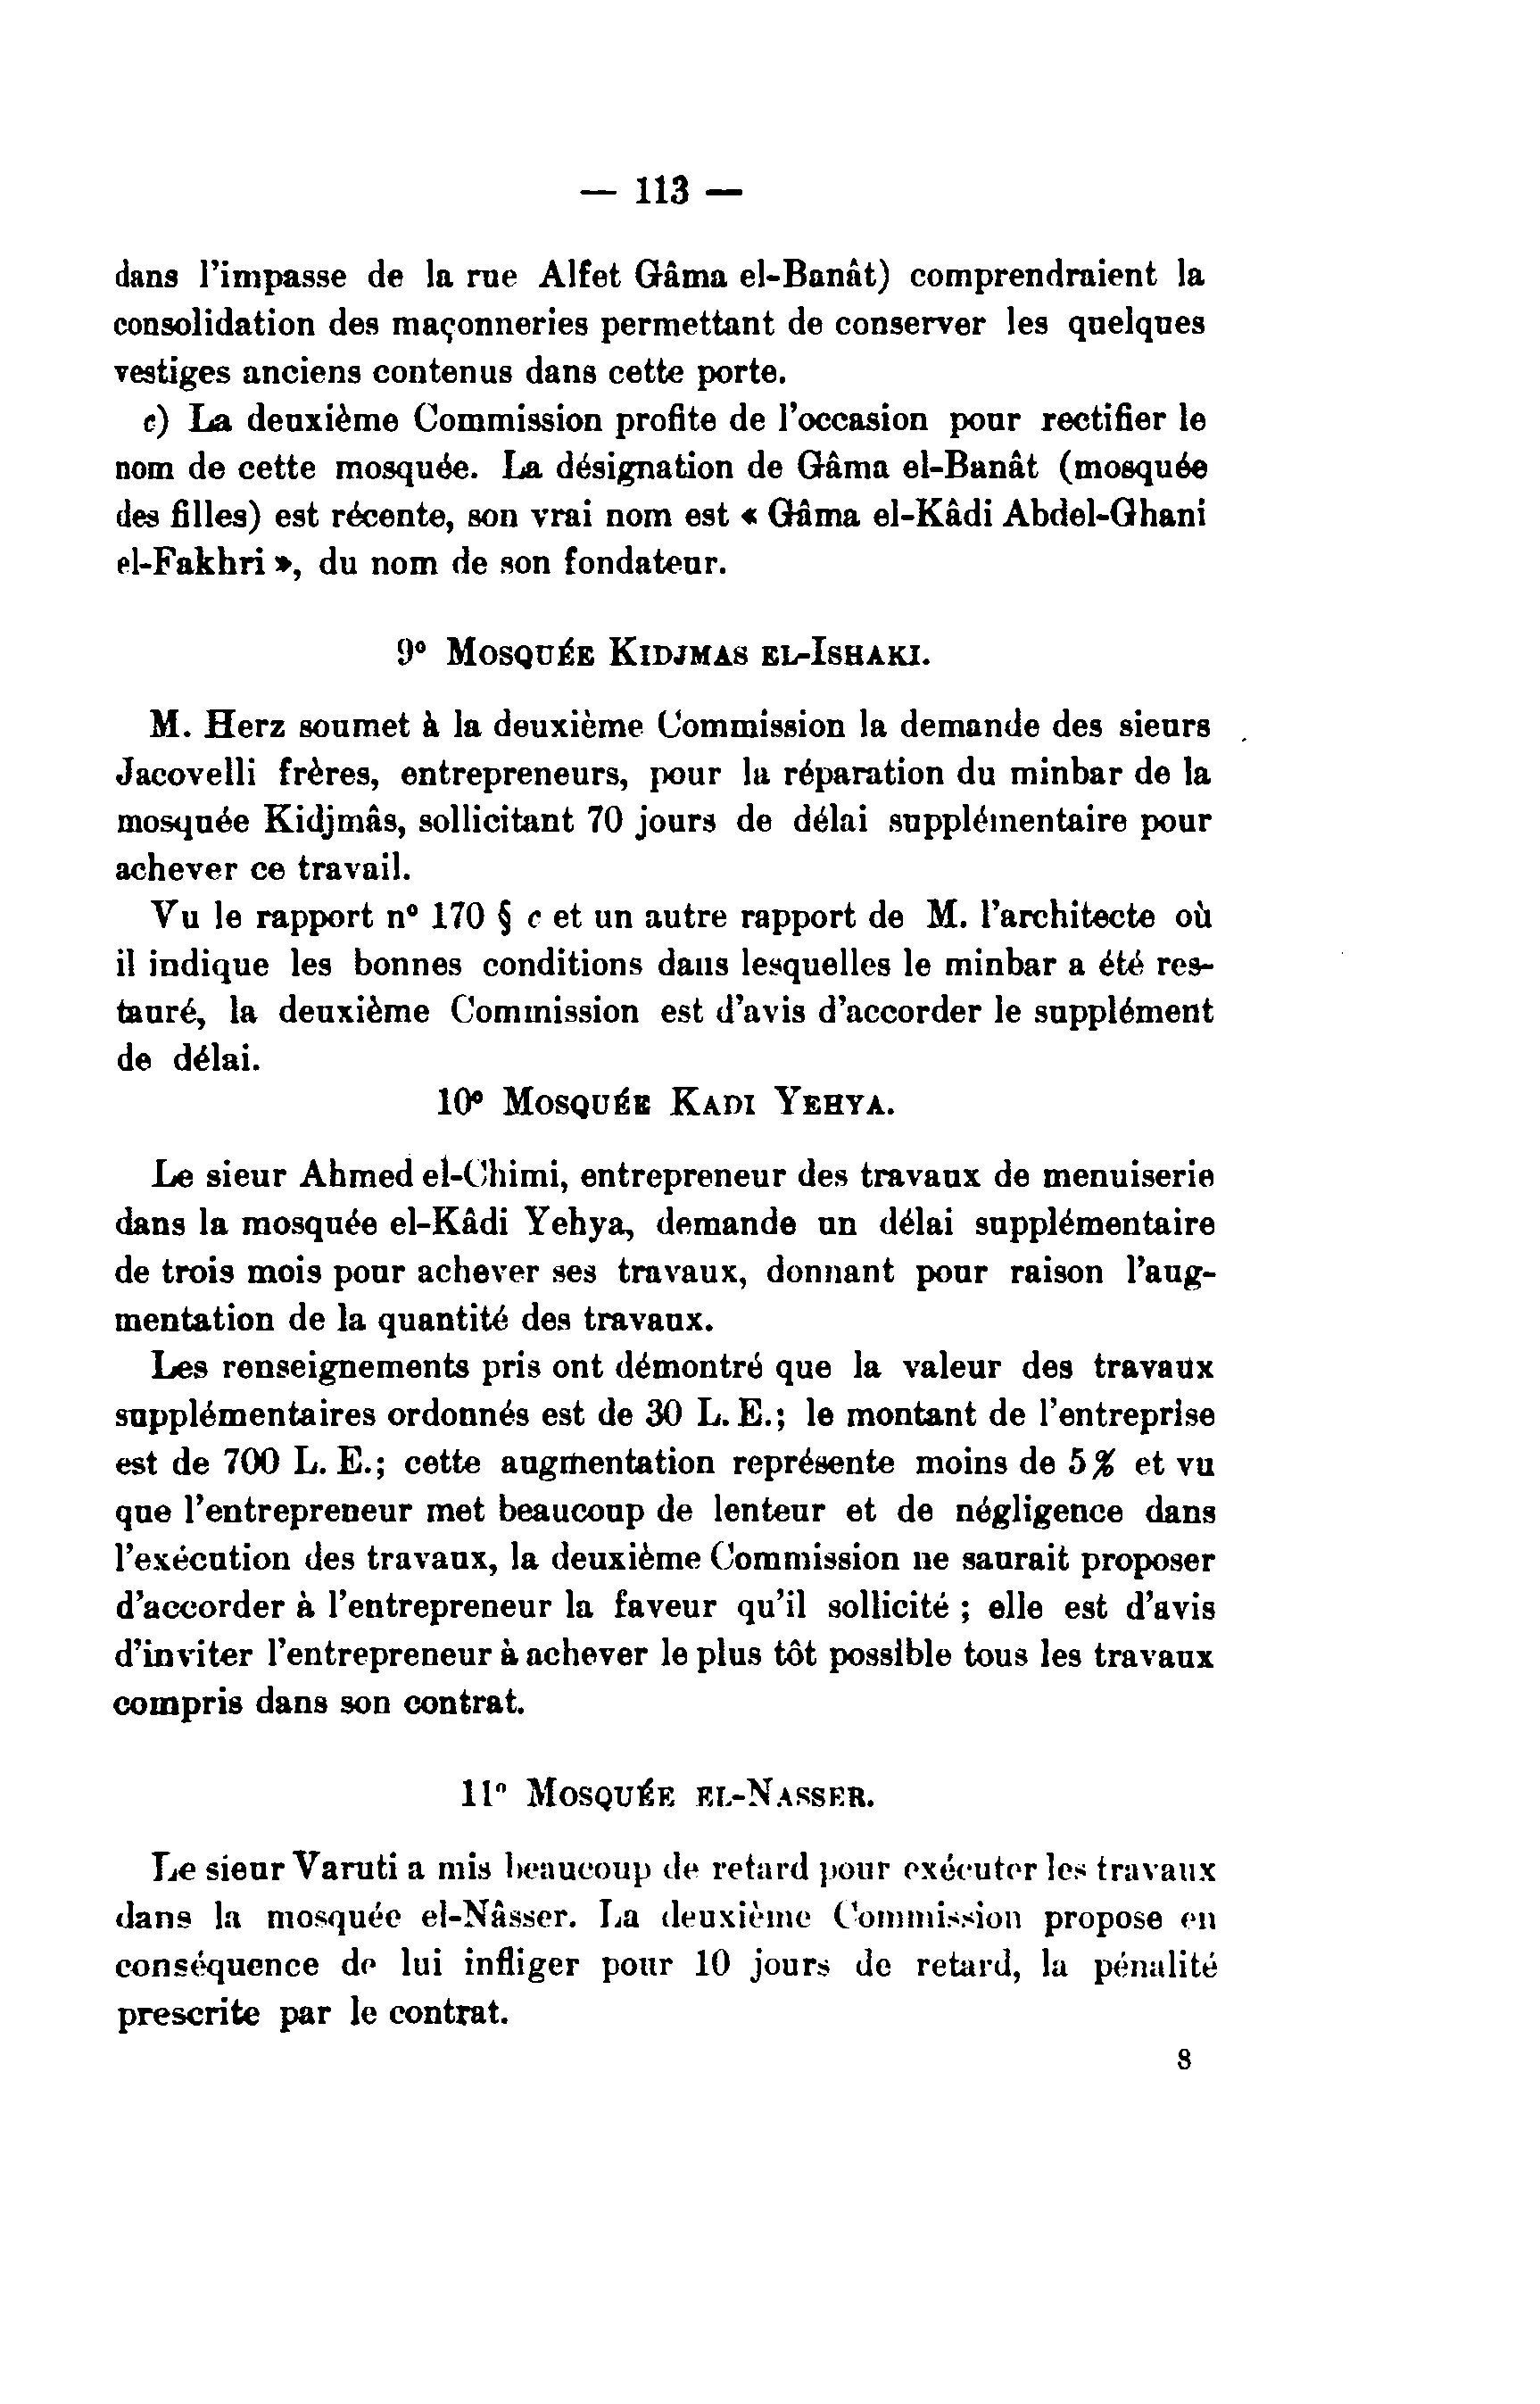 — 113 —
dans l'impasse de la rue Alfet Gâma el-Banât) comprendraient la
consolidation des maçonneries permettant de conserver les quelques
vestiges anciens contenus dans cette porte.
c) La deuxième Commission profite de l'occasion pour rectifier le
nom de cette mosquée. La désignation de Gâma el-Banât (mosquée
des filles) est récente, son vrai nom est « Gâma el-Kâdi Abdel-Ghani
el-Fakhri », du nom de son fondateur.
9° MOSQUÉE KIDJMAS EL-ISHAKI.
M. Herz soumet à la deuxième Commission la demande des sieurs
Jacovelli frères, entrepreneurs, pour la réparation du minbar de la
mosquée Kidjmâs, sollicitant 70 jours de délai supplémentaire pour
achever ce travail.
Vu le rapport n° 170 § c et un autre rapport de M. l'architecte où
il indique les bonnes conditions dans lesquelles le minbar a été res-
tauré, la deuxième Commission est d'avis d'accorder le supplément
de délai.
10° MOSQUÉE KADI YEHYA.
Le sieur Ahmed el-Chimi, entrepreneur des travaux de menuiserie
dans la mosquée el-Kâdi Yehya, demande un délai supplémentaire
de trois mois pour achever ses travaux, donnant pour raison l'aug-
mentation de la quantité des travaux.
Les renseignements pris ont démontré que la valeur des travaux
supplémentaires ordonnés est de 30 L. E.; le montant de l'entreprise
est de 700 L. E.; cette augmentation représente moins de 5 % et vu
que l'entrepreneur met beaucoup de lenteur et de négligence dans
l'exécution des travaux, la deuxième Commission ne saurait proposer
d'accorder à l'entrepreneur la faveur qu'il sollicité ; elle est d'avis
d'inviter l'entrepreneur à achever le plus tôt possible tous les travaux
compris dans son contrat.
11° MOSQUÉE EL-NASSER.
Le sieur Varuti a mis beaucoup de retard pour exécuter les travaux
dans la mosquée el-Nâsser. La deuxième Commission propose en
conséquence de lui infliger pour 10 jours de retard, la pénalité
prescrite par le contrat.
8